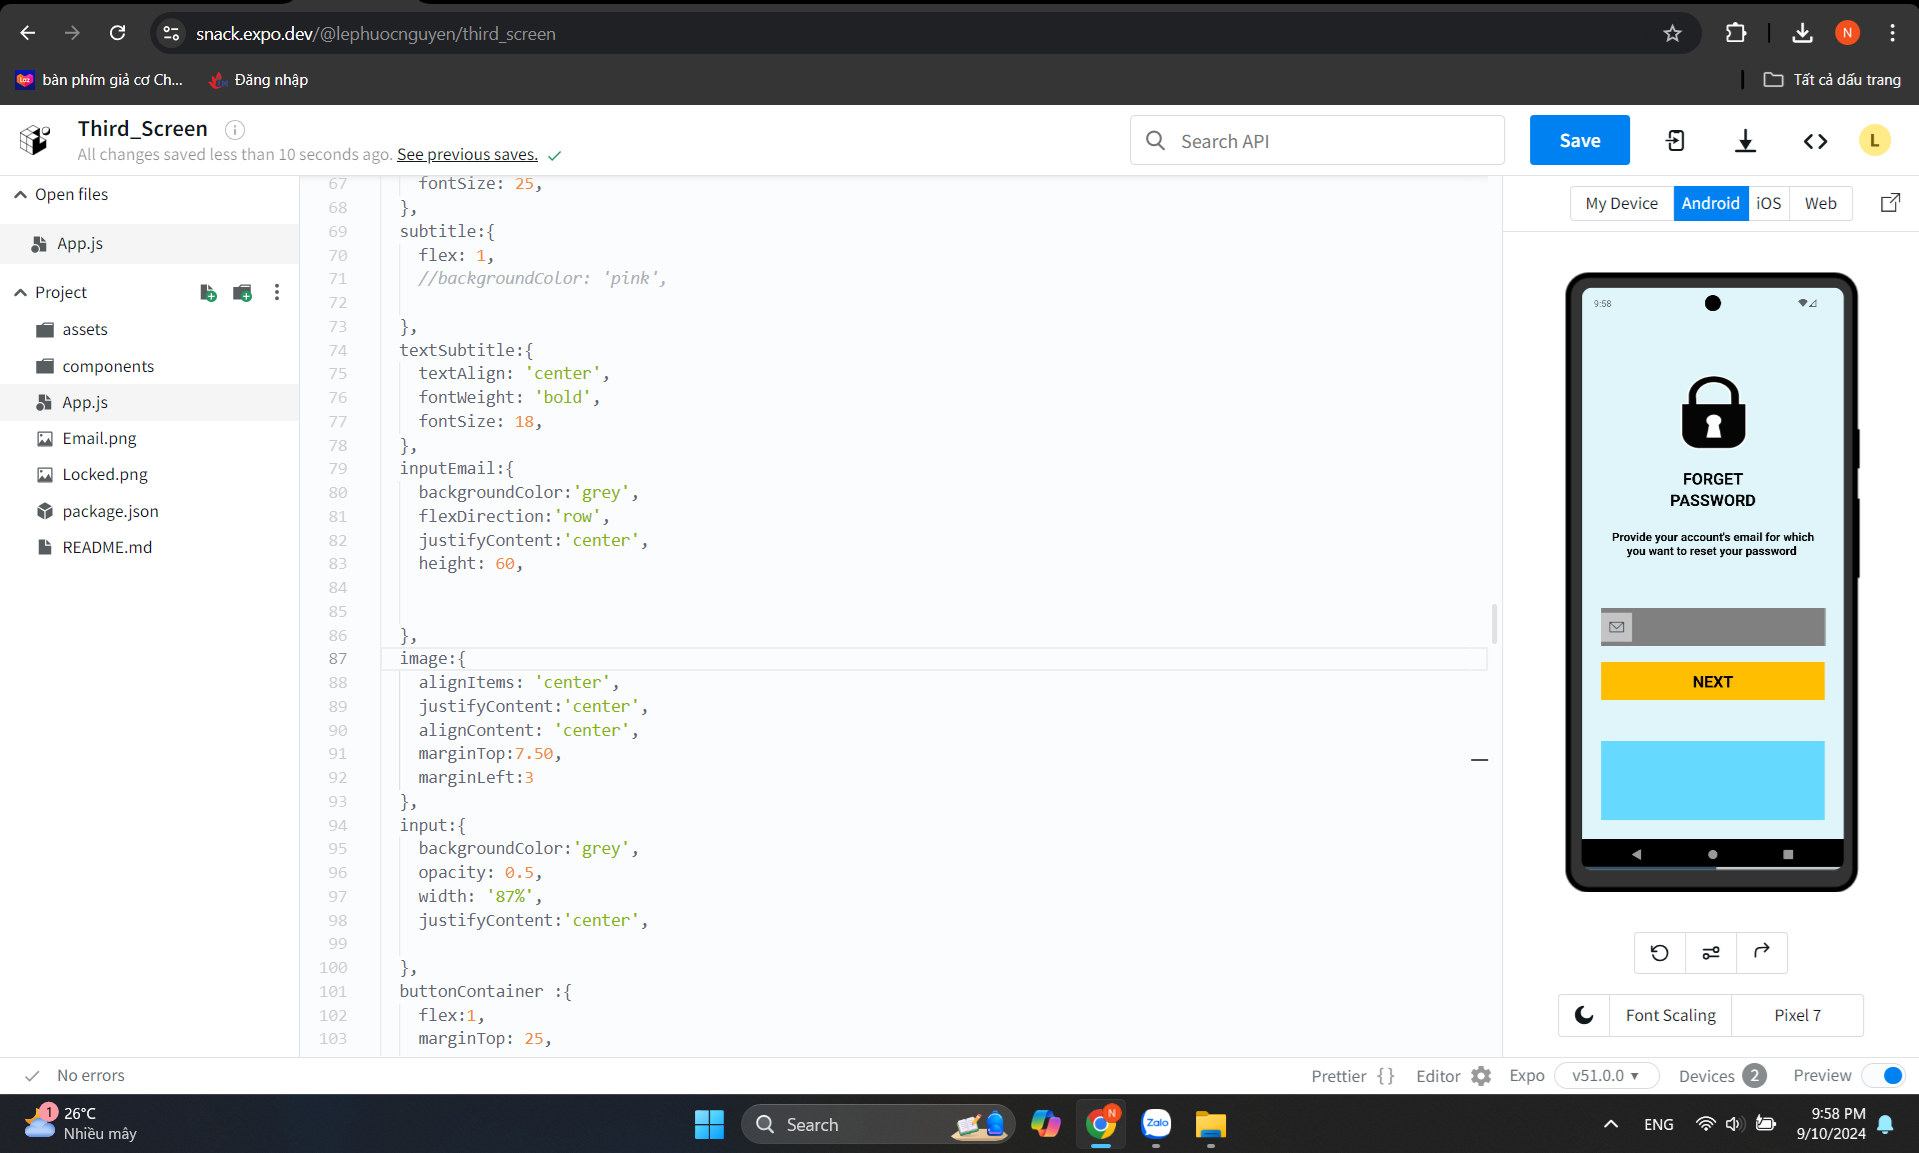 snack.expo.dev/@lephuocnguyen/third_screen
N
bàn phím giả cơ Ch...
Đăng nhập
Tất cả dấu trang
Third_Screen
All changes saved less than 10 seconds ago. See previous saves.
Search API
Save
L
Open files
App.js
Project
assets
components
App.js
Email.png
Locked.png
package.json
README.md
67 fontSize: 25,
68 },
69 subtitle:{
70 flex: 1,
71 //backgroundColor: 'pink',
72
73 },
74 textSubtitle:{
75 textAlign: 'center',
76 fontWeight: 'bold',
77 fontSize: 18,
78 },
79 inputEmail:{
80 backgroundColor:'grey',
81 flexDirection:'row',
82 justifyContent:'center',
83 height: 60,
84
85
86 },
87 image:{
88 alignItems: 'center',
89 justifyContent:'center',
90 alignContent: 'center',
91 marginTop:7.50,
92 marginLeft:3
93 },
94 input:{
95 backgroundColor:'grey',
96 opacity: 0.5,
97 width: '87%',
98 justifyContent:'center',
99
100 },
101 buttonContainer :{
102 flex:1,
103 marginTop: 25,
My Device Android iOS Web
9:58
FORGET
PASSWORD
Provide your account's email for which
you want to reset your password
NEXT
Font Scaling
Pixel 7
No errors
Prettier {} Editor Expo v51.0.0 Devices 2 Preview
1
26°C
Nhiều mây
Search
N
Zalo
ENG
9:58 PM
9/10/2024